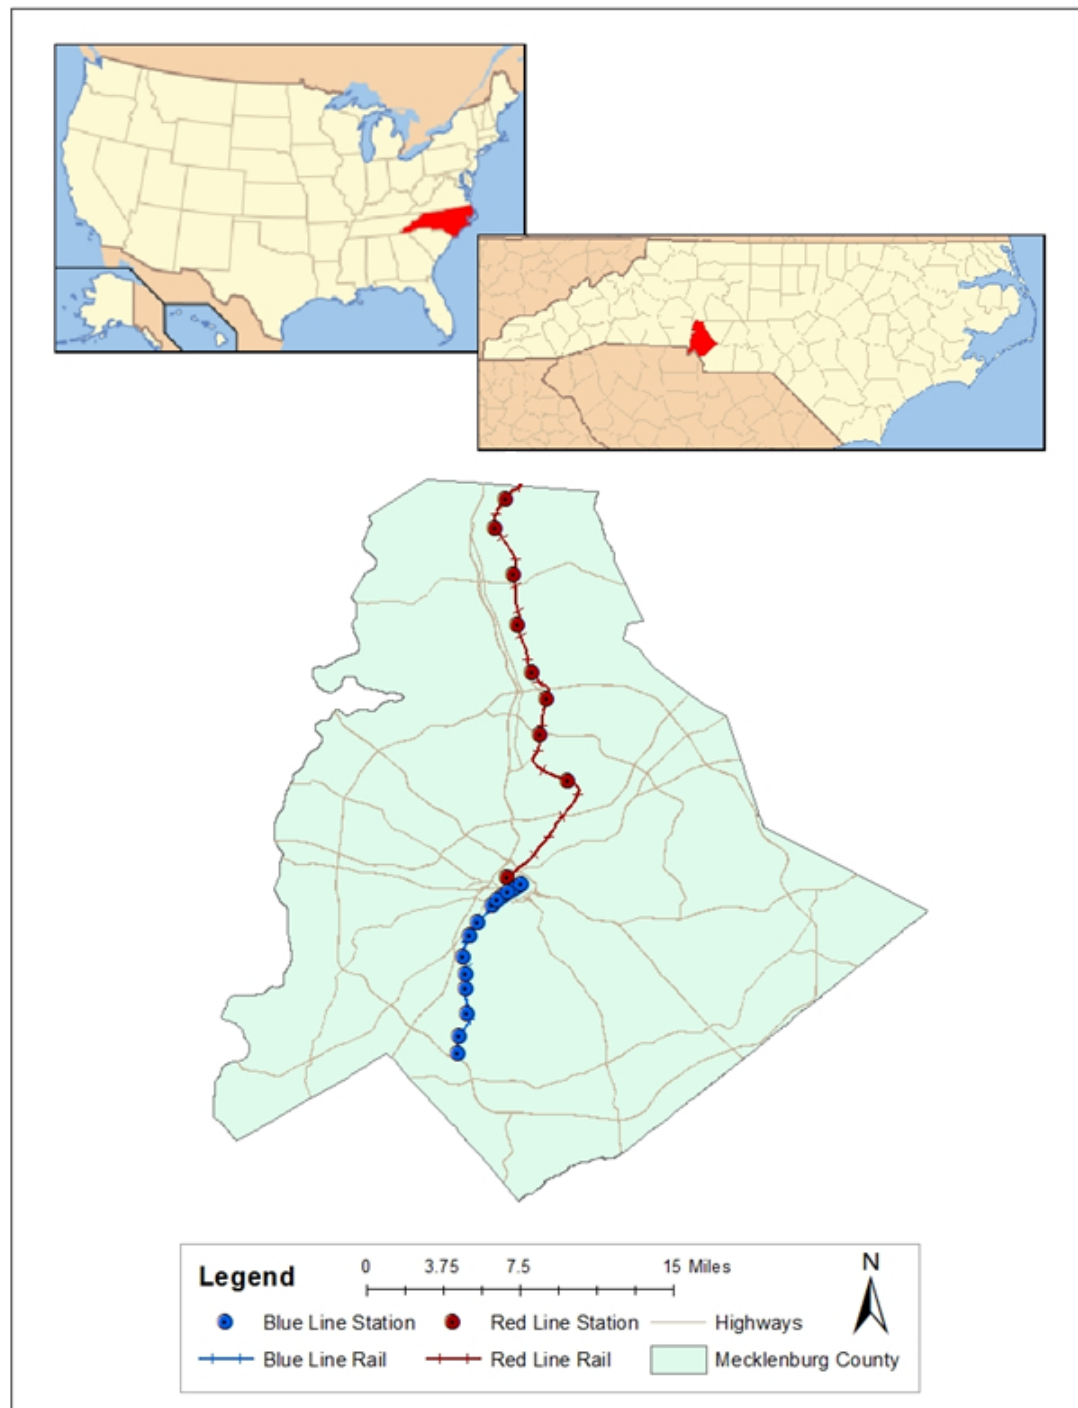 Legend
0 3.75 7.5 15 Miles
N
Blue Line Station
Red Line Station
Highways
Blue Line Rail
Red Line Rail
Mecklenburg County